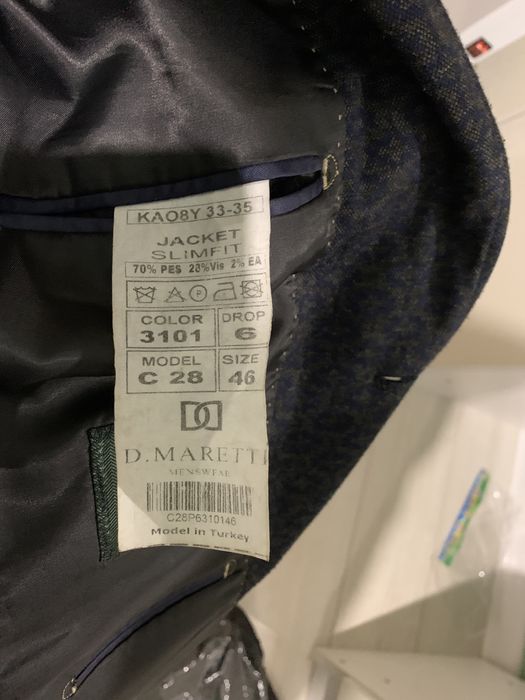 KAO8Y 33-35
JACKET
SLIMFIT
70% PES 28%Vis 2% EA
COLOR DROP
3101 6
MODEL SIZE
C 28 46
D. MARETTI
MENSWEAR
C28P6310146
Model in Turkey